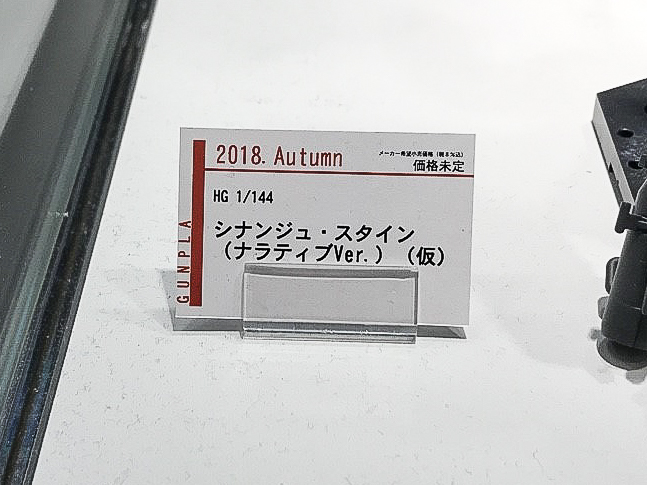 2018. Autumn
メーカー希望小売価格（税8%込）
価格未定
HG 1/144
シナンジュ・スタイン
（ナラティブVer.）（仮）
GUNPLA